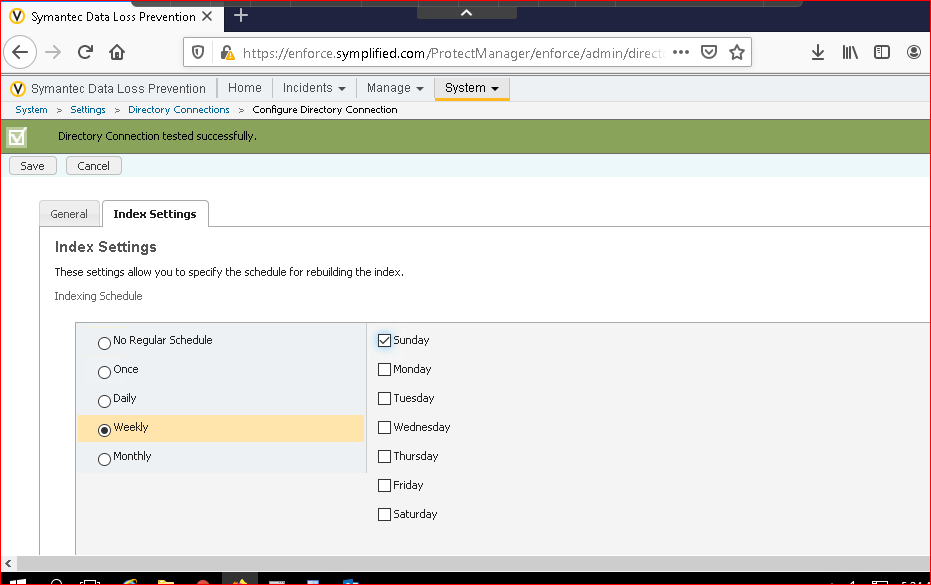 Symantec Data Loss Prevention
https://enforce.symplified.com/ProtectManager/enforce/admin/direct
Symantec Data Loss Prevention Home Incidents Manage System
System > Settings > Directory Connections > Configure Directory Connection
Directory Connection tested successfully.
Save Cancel
General Index Settings
Index Settings
These settings allow you to specify the schedule for rebuilding the index.
Indexing Schedule
No Regular Schedule
Once
Daily
Weekly
Monthly
Sunday
Monday
Tuesday
Wednesday
Thursday
Friday
Saturday